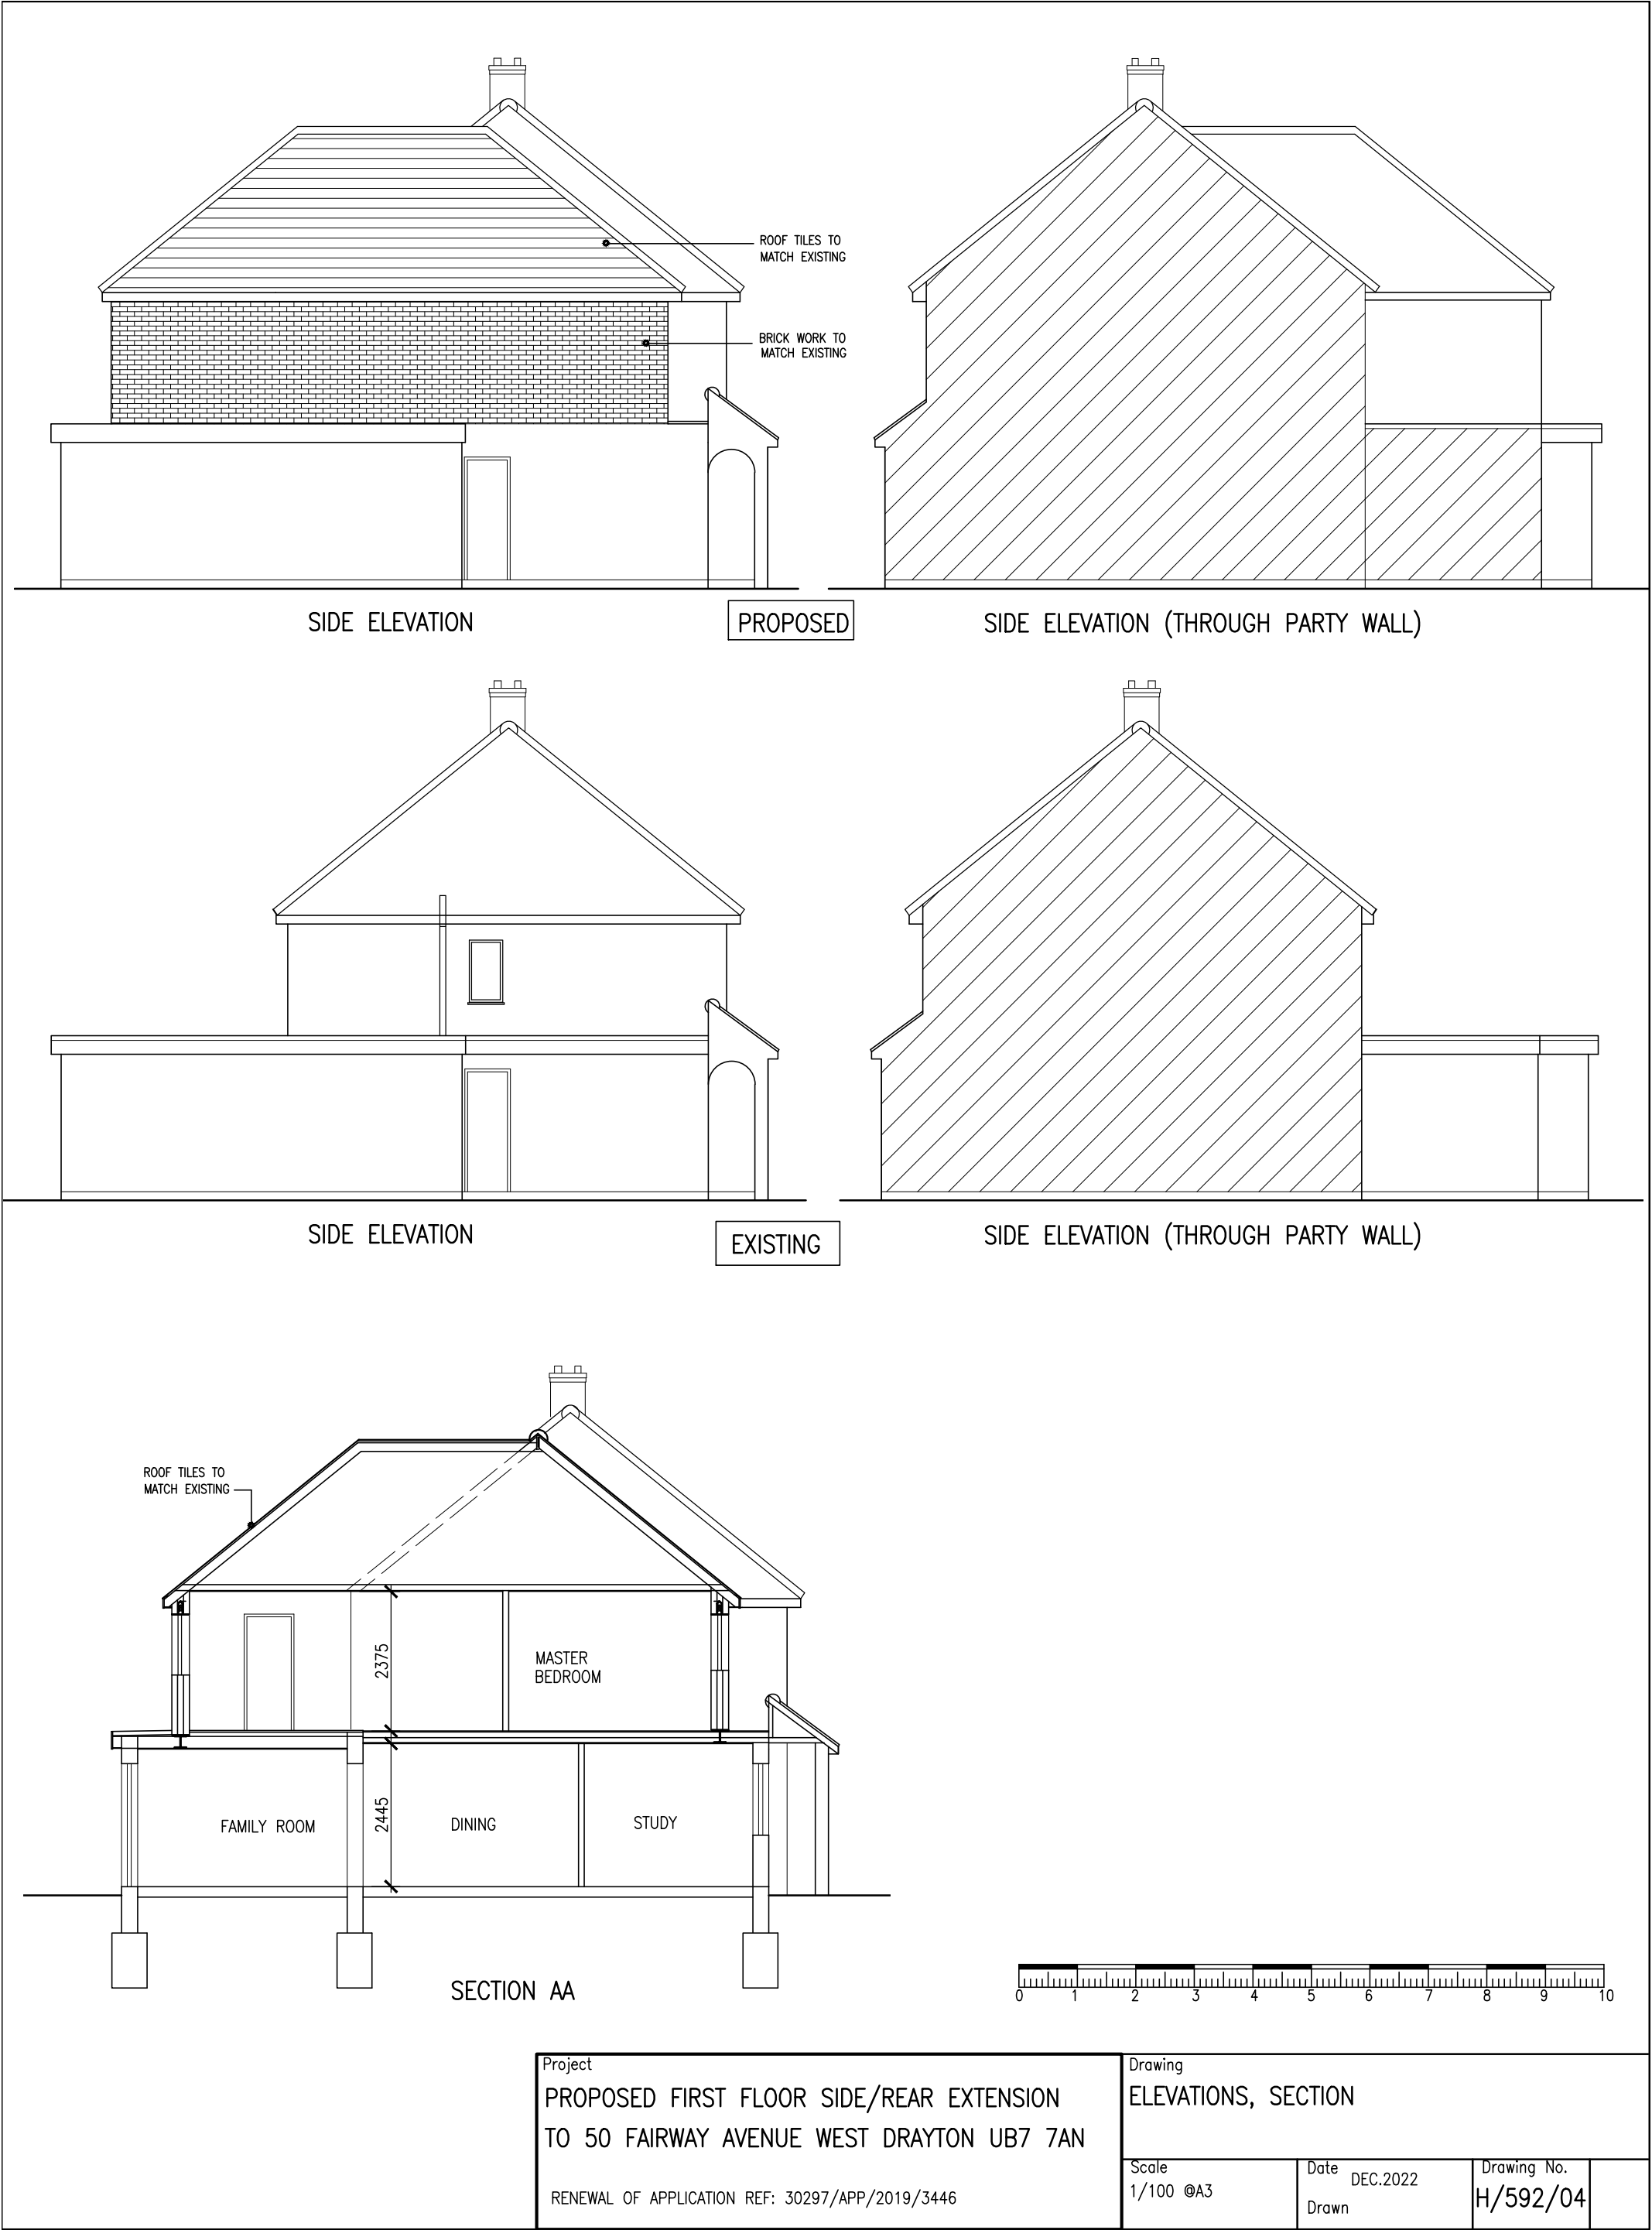 ROOF TILES TO
MATCH EXISTING
BRICK WORK TO
MATCH EXISTING
SIDE ELEVATION
PROPOSED
SIDE ELEVATION (THROUGH PARTY WALL)
SIDE ELEVATION
EXISTING
SIDE ELEVATION (THROUGH PARTY WALL)
ROOF TILES TO
MATCH EXISTING
2375
MASTER
BEDROOM
FAMILY ROOM
2445
DINING
STUDY
SECTION AA
0 1 2 3 4 5 6 7 8 9 10
Project
PROPOSED FIRST FLOOR SIDE/REAR EXTENSION
TO 50 FAIRWAY AVENUE WEST DRAYTON UB7 7AN
RENEWAL OF APPLICATION REF: 30297/APP/2019/3446
Drawing
ELEVATIONS, SECTION
Scale
1/100 @A3
Date
DEC.2022
Drawn
Drawing No.
H/592/04